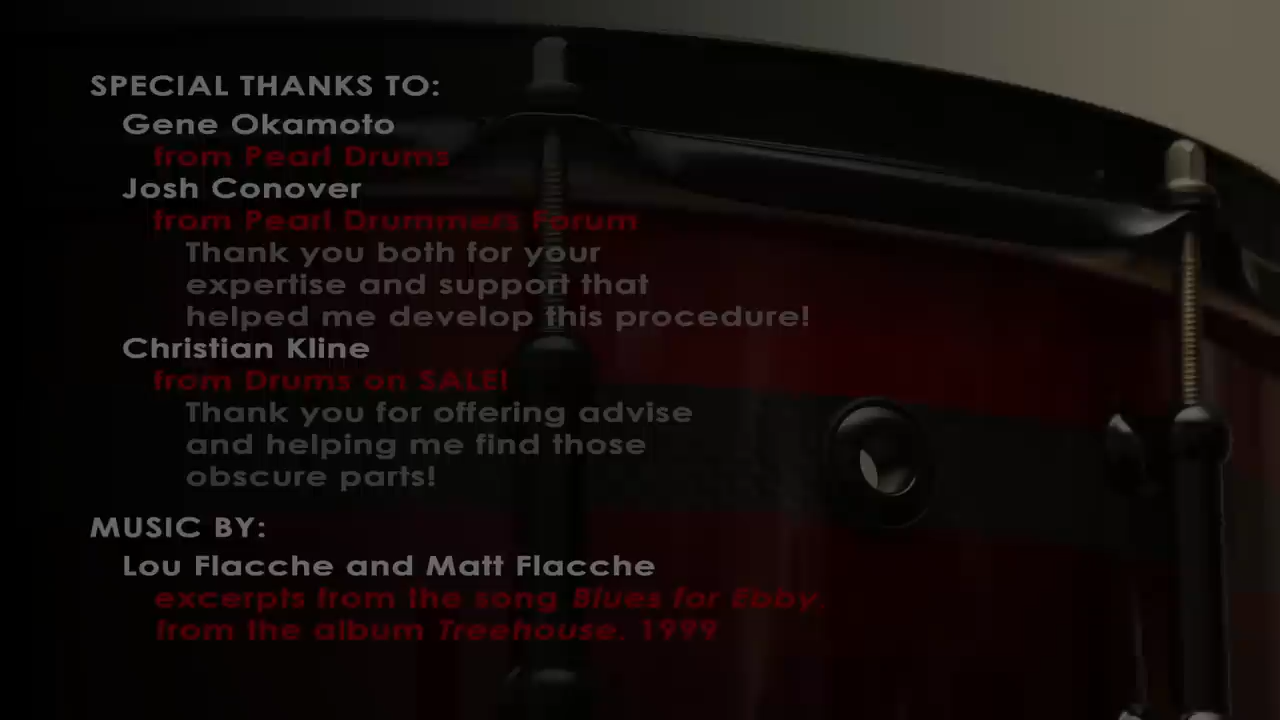 SPECIAL THANKS TO:
Gene Okamoto
from Pearl Drums
Josh Conover
from Pearl Drummers Forum
Thank you both for your
expertise and support that
helped me develop this procedure!
Christian Kline
from Drums on SALE!
Thank you for offering advise
and helping me find those
obscure parts!
MUSIC BY:
Lou Flacche and Matt Flacche
excerpts from the song Blues for Ebby,
from the album Treehouse, 1999